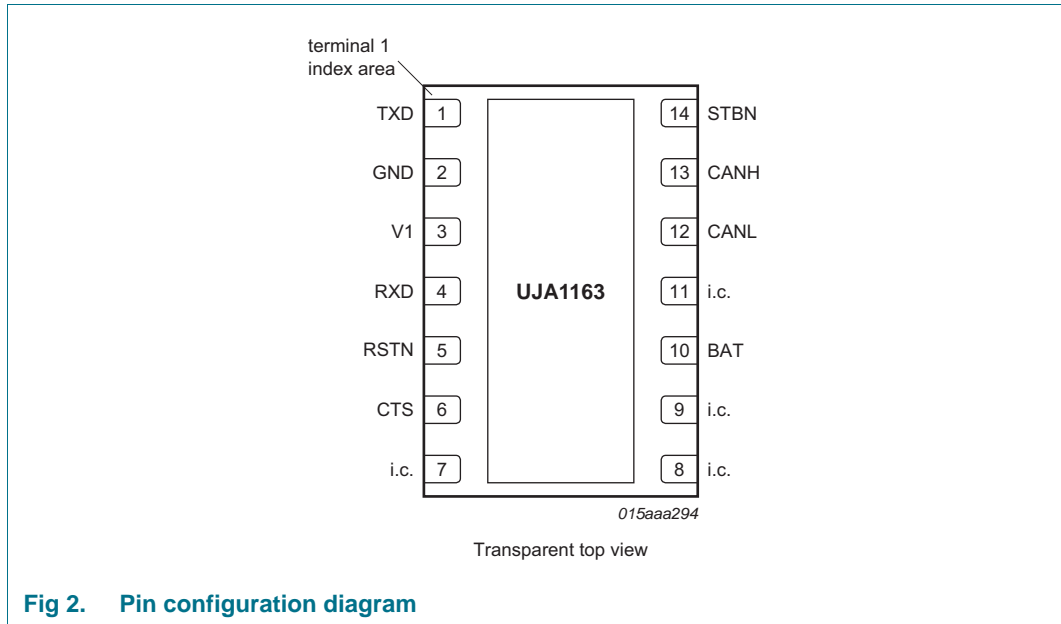 terminal 1
index area
TXD 1 14 STBN
GND 2 13 CANH
V1 3 12 CANL
RXD 4 UJA1163 11 i.c.
RSTN 5 10 BAT
CTS 6 9 i.c.
i.c. 7 8 i.c.
015aaa294
Transparent top view
Fig 2. Pin configuration diagram